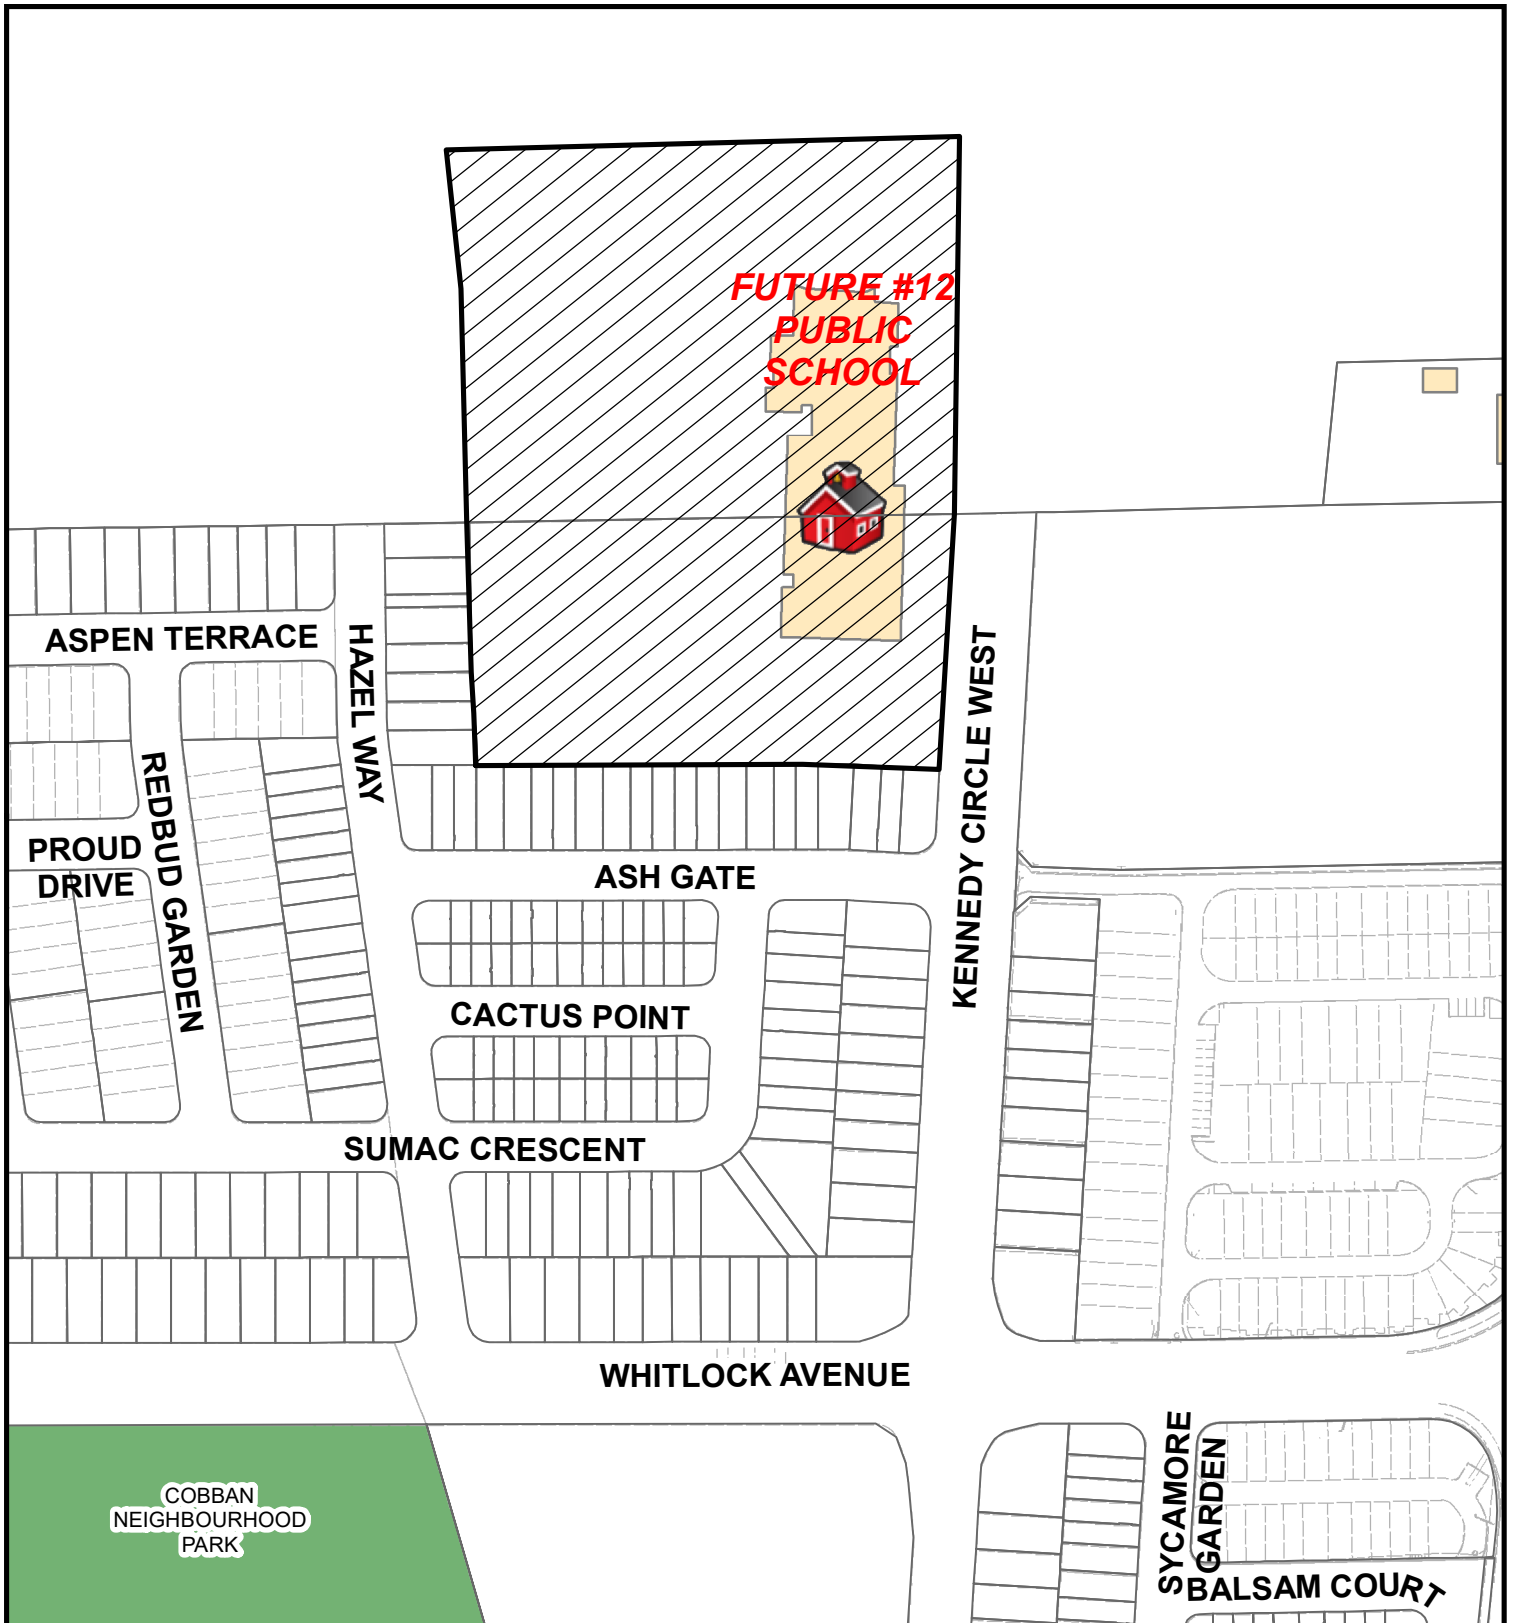 FUTURE #12
PUBLIC
SCHOOL
ASPEN TERRACE
HAZEL WAY
KENNEDY CIRCLE WEST
REDBUD GARDEN
PROUD
DRIVE
ASH GATE
CACTUS POINT
SUMAC CRESCENT
WHITLOCK AVENUE
SYCAMORE
GARDEN
COBBAN
NEIGHBOURHOOD
PARK
BALSAM COURT